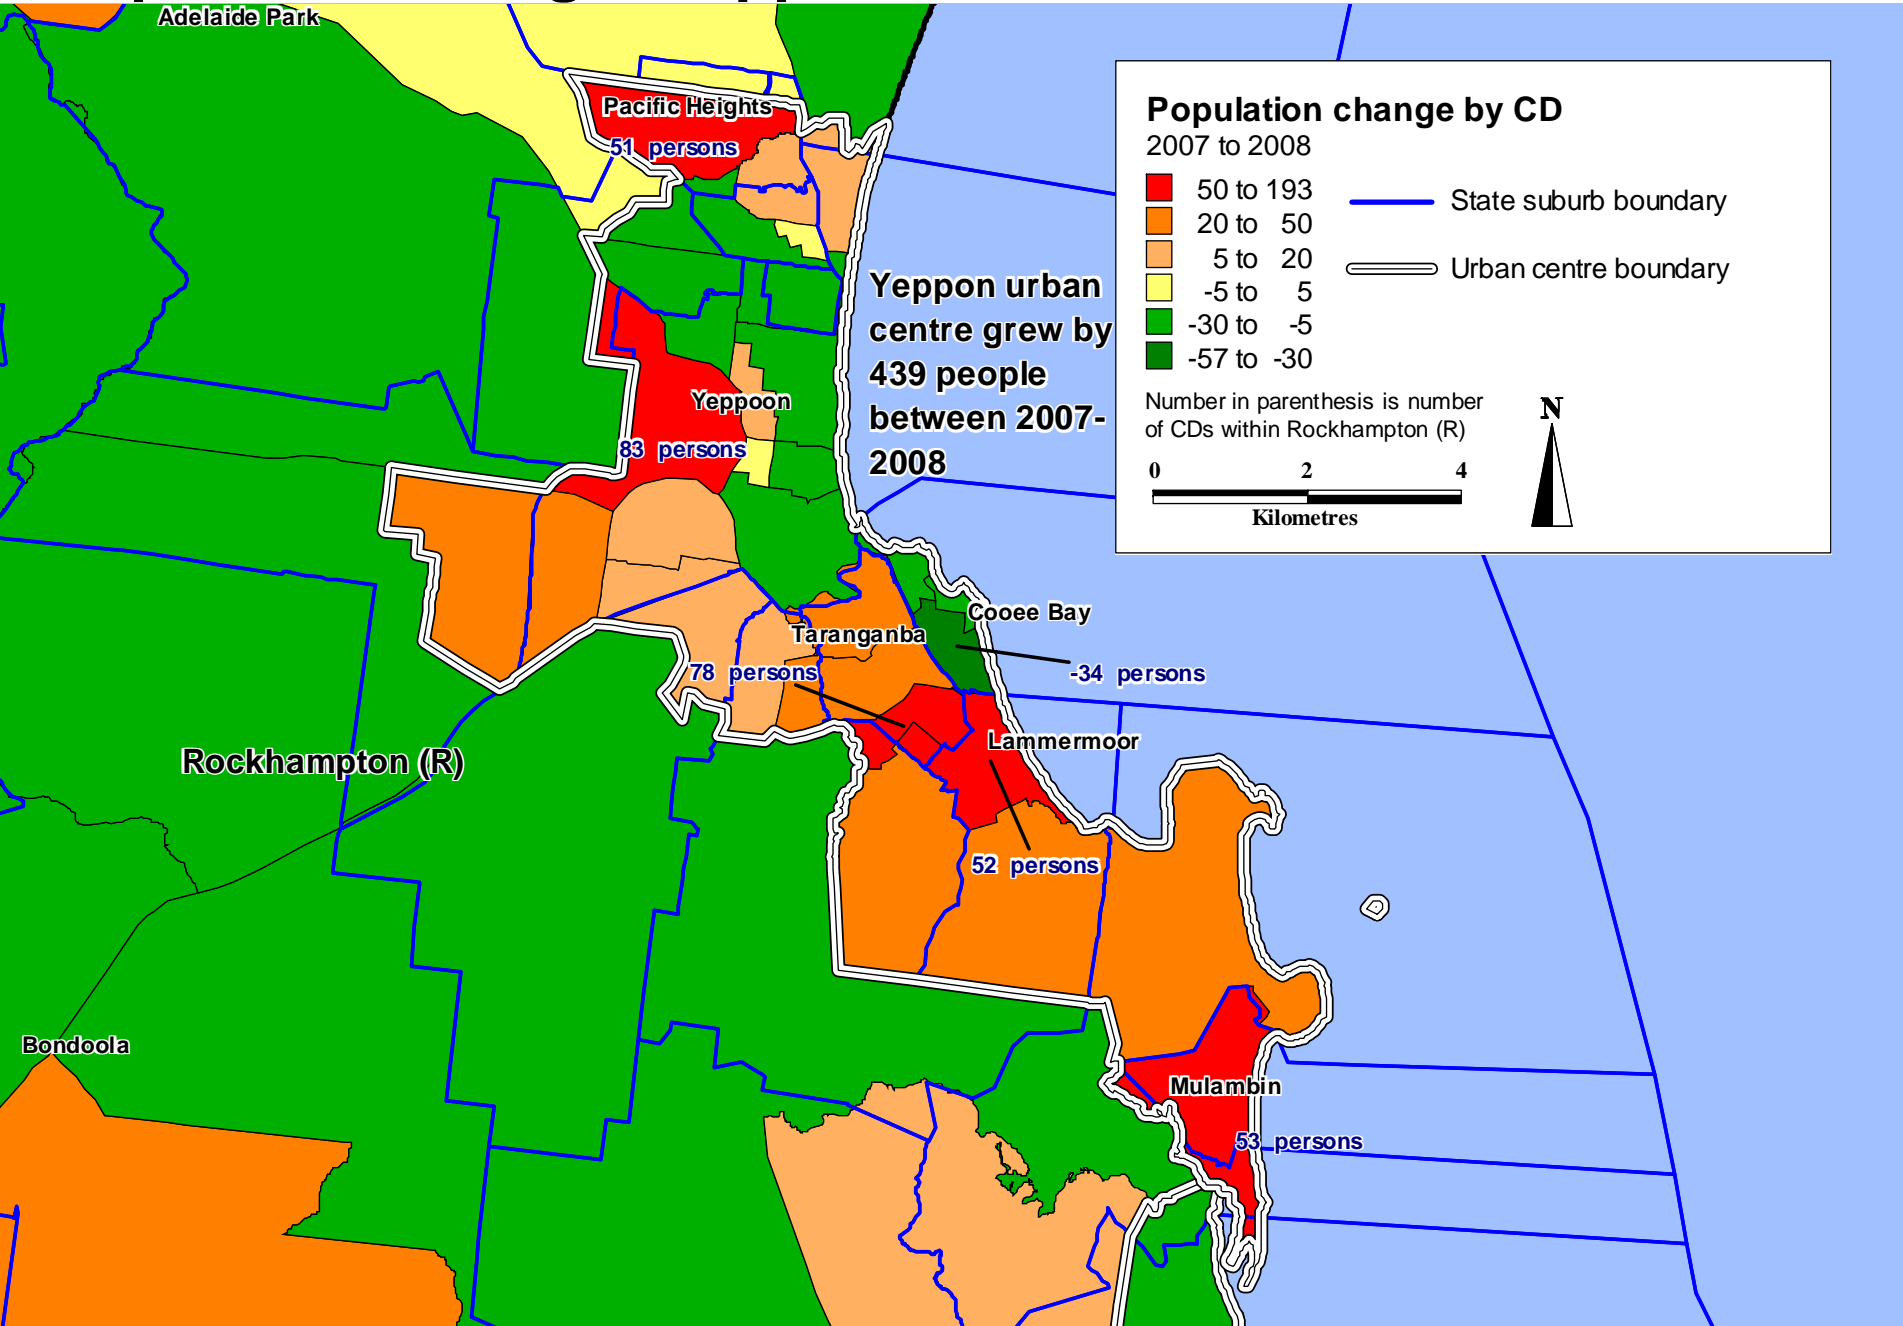 Adelaide Park
Pacific Heights
51 persons
Population change by CD
2007 to 2008
50 to 193
20 to 50
5 to 20
-5 to 5
-30 to -5
-57 to -30
State suburb boundary
Urban centre boundary
Number in parenthesis is number
of CDs within Rockhampton (R)
N
0 2 4
Kilometres
Yeppon urban
centre grew by
439 people
between 2007-
2008
Yeppoon
83 persons
Cooee Bay
Taranganba
78 persons
-34 persons
Lammermoor
Rockhampton (R)
52 persons
Bondoola
Mulambin
53 persons